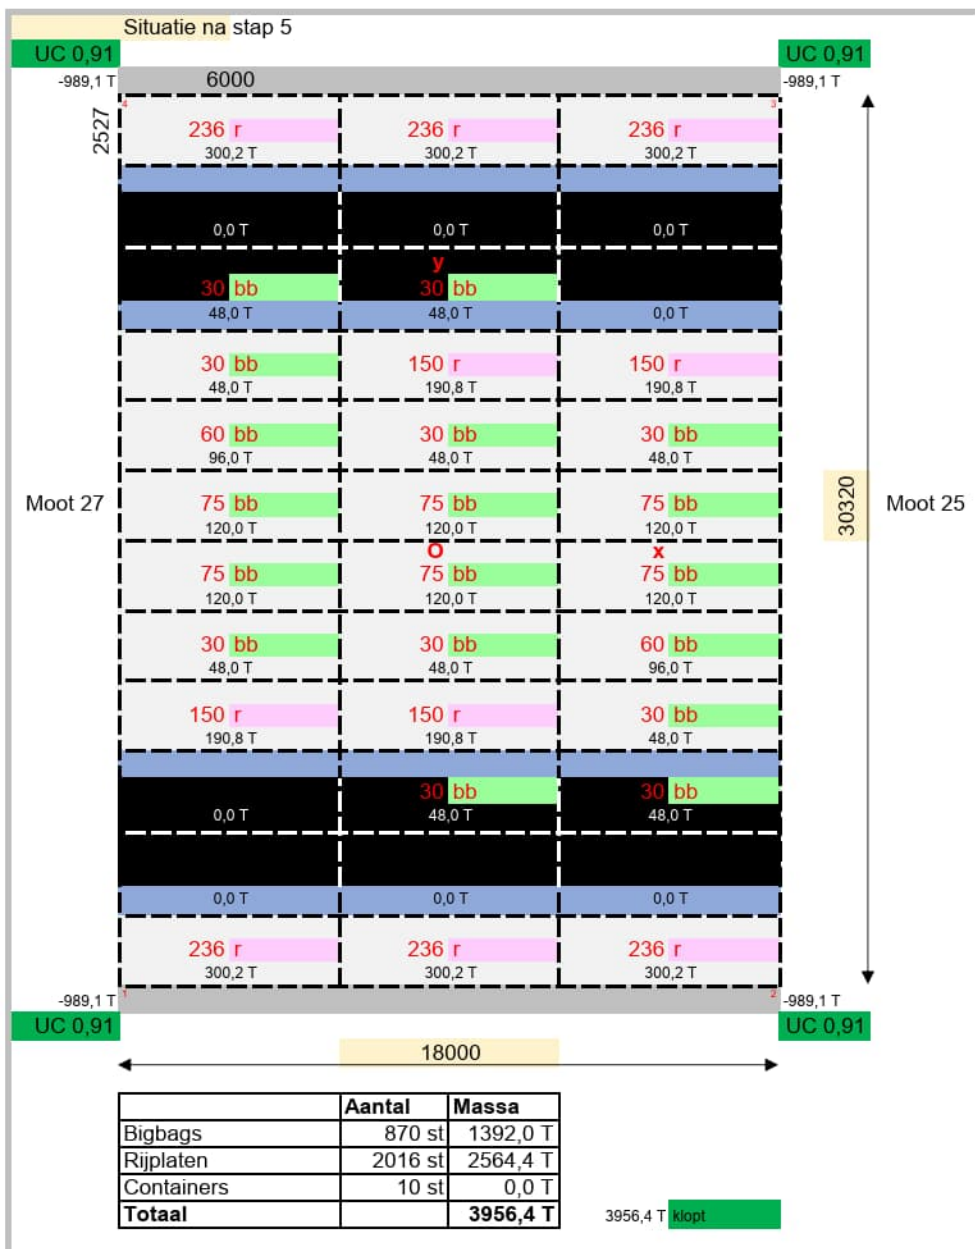 Situatie na stap 5
UC 0,91 UC 0,91
-989,1 T 6000 -989,1 T
4 3
2527
236 r 236 r 236 r
300,2 T 300,2 T 300,2 T
0,0 T 0,0 T 0,0 T
y
30 bb 30 bb
48,0 T 48,0 T 0,0 T
30 bb 150 r 150 r
48,0 T 190,8 T 190,8 T
60 bb 30 bb 30 bb
96,0 T 48,0 T 48,0 T
Moot 27 75 bb 75 bb 75 bb 30320 Moot 25
120,0 T 120,0 T 120,0 T
O x
75 bb 75 bb 75 bb
120,0 T 120,0 T 120,0 T
30 bb 30 bb 60 bb
48,0 T 48,0 T 96,0 T
150 r 150 r 30 bb
190,8 T 190,8 T 48,0 T
30 bb 30 bb
0,0 T 48,0 T 48,0 T
0,0 T 0,0 T 0,0 T
236 r 236 r 236 r
300,2 T 300,2 T 300,2 T
-989,1 T 1 2 -989,1 T
UC 0,91 UC 0,91
18000
Aantal Massa
Bigbags 870 st 1392,0 T
Rijplaten 2016 st 2564,4 T
Containers 10 st 0,0 T
Totaal 3956,4 T 3956,4 T klopt